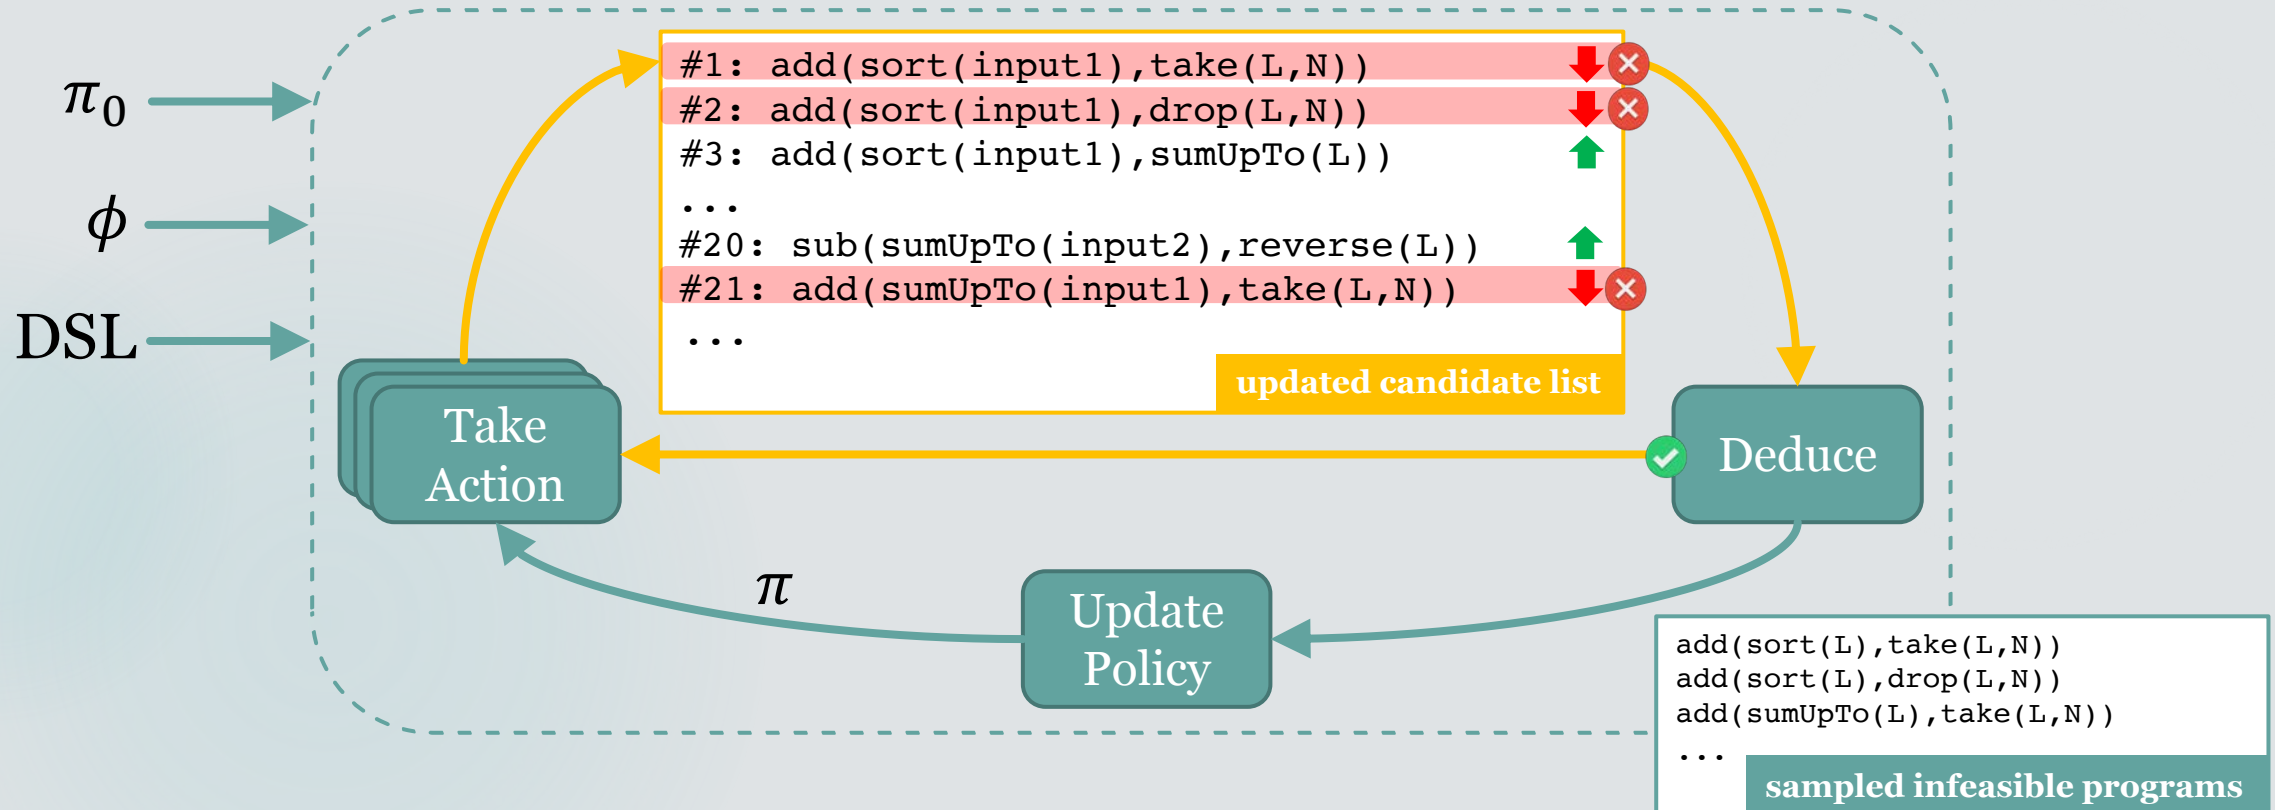 π₀
ϕ
DSL
#1: add(sort(input1),take(L,N))
#2: add(sort(input1),drop(L,N))
#3: add(sort(input1),sumUpTo(L))
...
#20: sub(sumUpTo(input2),reverse(L))
#21: add(sumUpTo(input1),take(L,N))
...
updated candidate list
Take
Action
Deduce
π
Update
Policy
add(sort(L),take(L,N))
add(sort(L),drop(L,N))
add(sumUpTo(L),take(L,N))
...
sampled infeasible programs